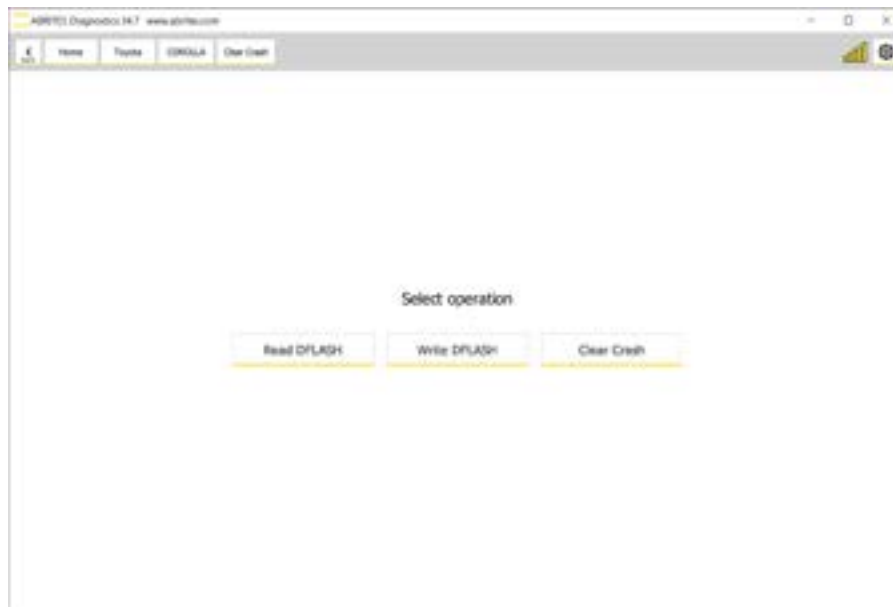 ABRITES Diagnostics 34.7 www.abrites.com
Home Toyota COROLLA Clear Crash
Select operation
Read DFLASH Write DFLASH Clear Crash